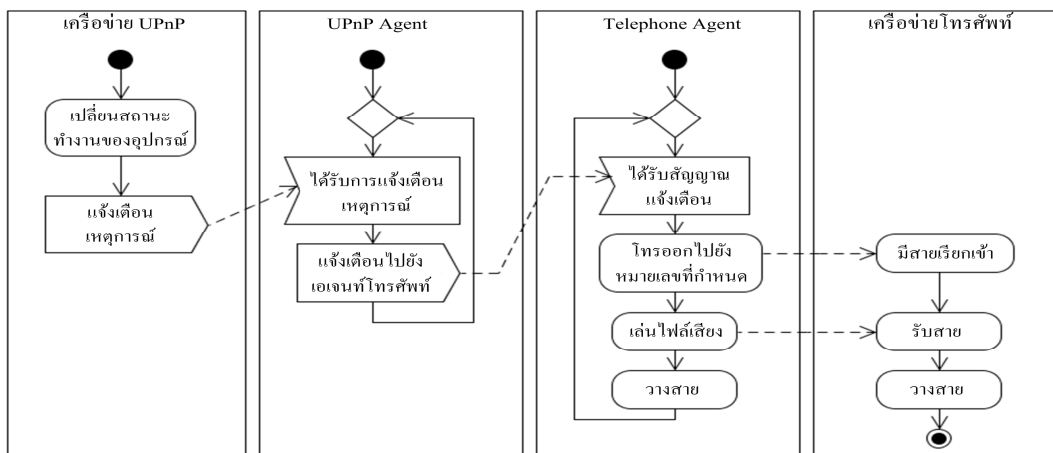 เครือข่าย UPnP
เปลี่ยนสถานะ
ทำงานของอุปกรณ์
แจ้งเตือน
เหตุการณ์
UPnP Agent
ได้รับการแจ้งเตือน
เหตุการณ์
แจ้งเตือนไปยัง
เอเจนท์โทรศัพท์
Telephone Agent
ได้รับสัญญาณ
แจ้งเตือน
โทรออกไปยัง
หมายเลขที่กำหนด
เล่นไฟล์เสียง
วางสาย
เครือข่ายโทรศัพท์
มีสายเรียกเข้า
รับสาย
วางสาย